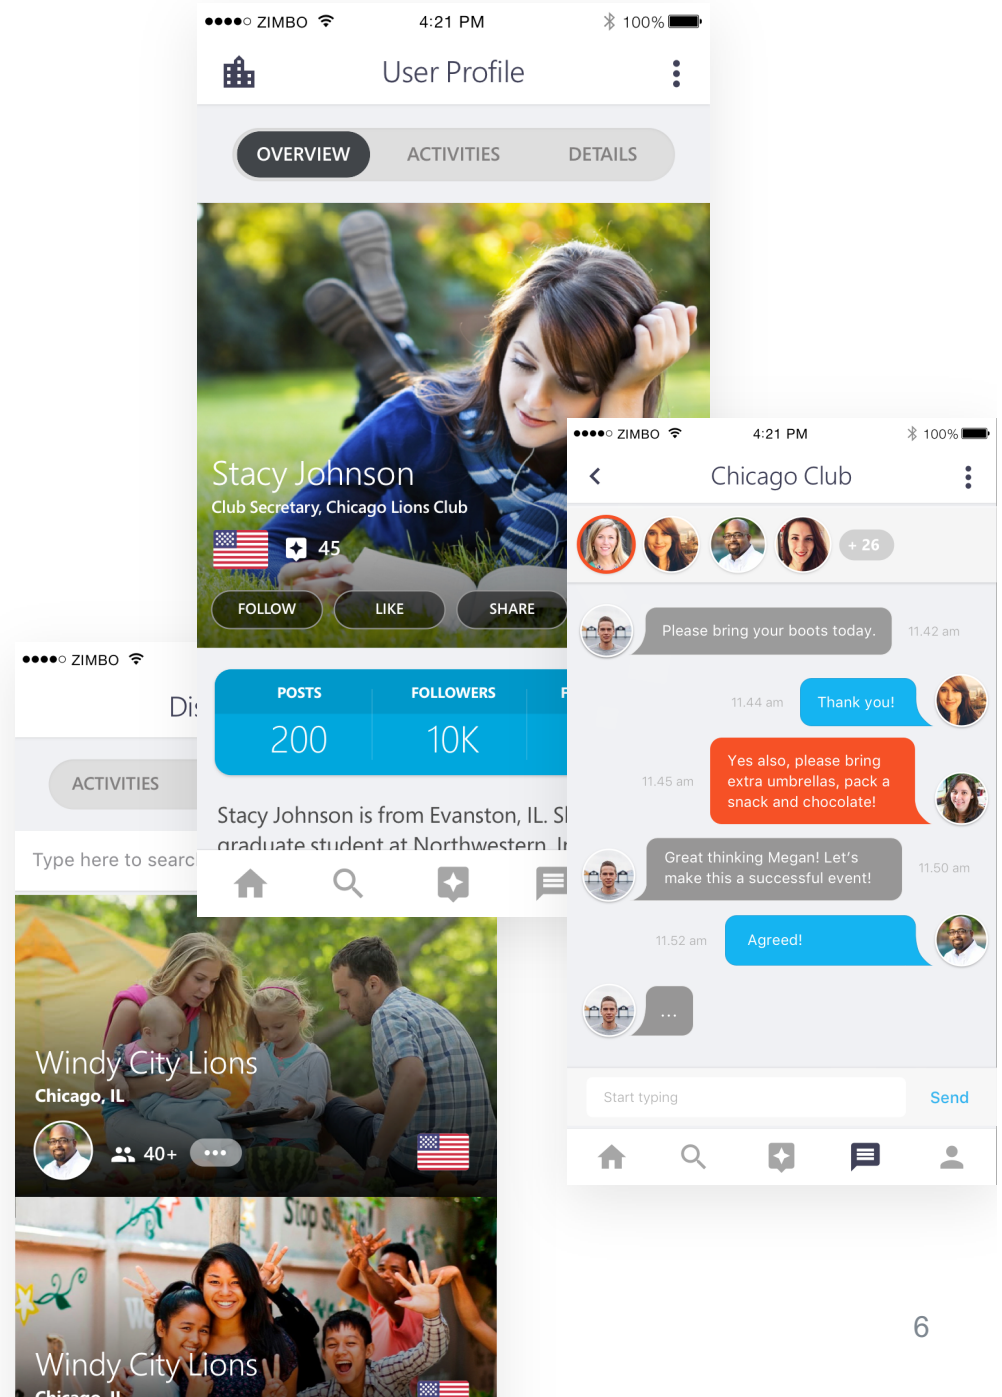 ZIMBO
4:21 PM
100%
User Profile
OVERVIEW
ACTIVITIES
DETAILS
Stacy Johnson
Club Secretary, Chicago Lions Club
45
FOLLOW
LIKE
SHARE
POSTS
FOLLOWERS
200
10K
Stacy Johnson is from Evanston, IL.
graduate student at Northwestern.
ZIMBO
4:21 PM
100%
Chicago Club
+ 26
Please bring your boots today.
11.42 am
11.44 am
Thank you!
Yes also, please bring
11.45 am
extra umbrellas, pack a
snack and chocolate!
Great thinking Megan! Let's
make this a successful event!
11.50 am
11.52 am
Agreed!
...
Start typing
Send
ZIMBO
ACTIVITIES
Type here to searc
Windy City Lions
Chicago, IL
40+
Windy City Lions
Chicago, IL
6